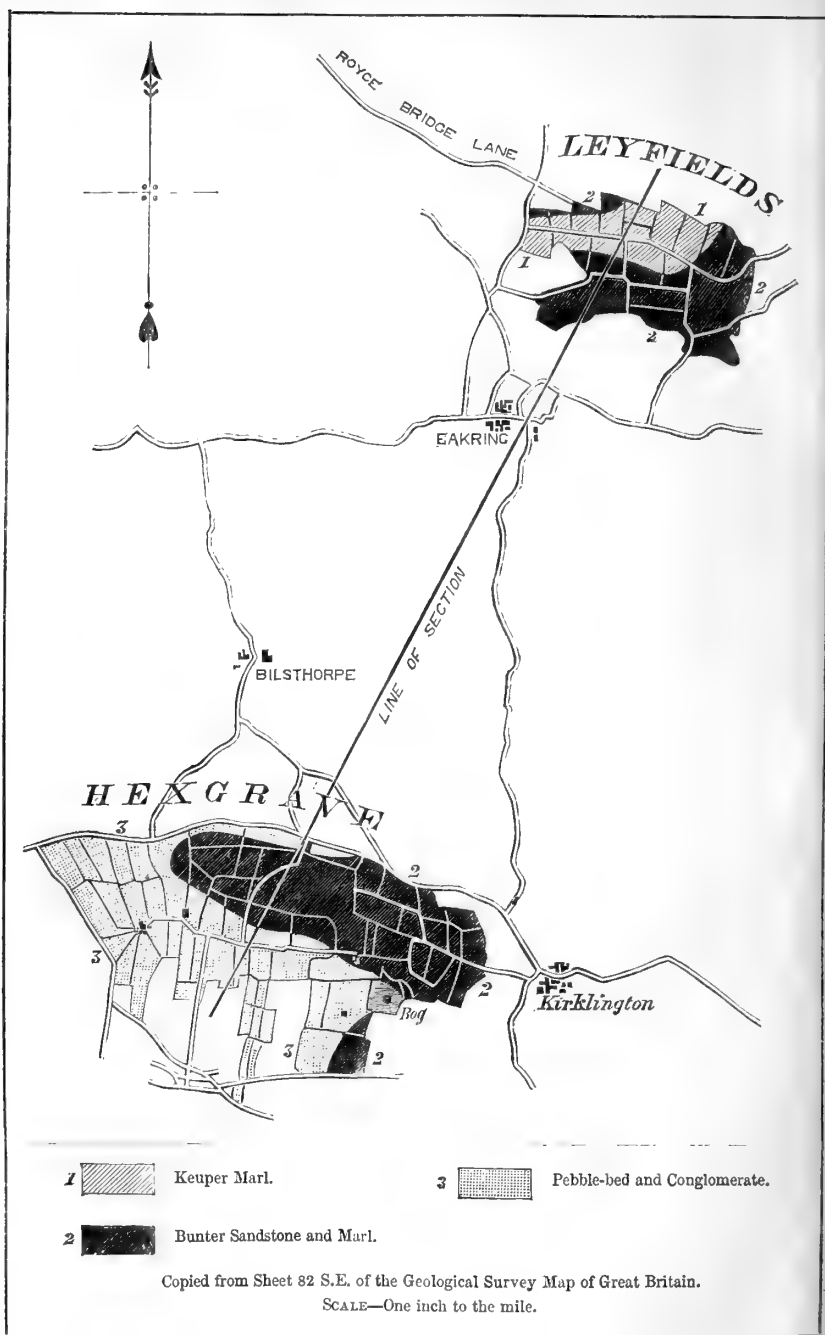 ROYCE BRIDGE LANE
LEYFIELDS
2
1
1
2
2
EAKRING
LINE OF SECTION
BILSTHORPE
HEXGRAVE
3
2
3
2
Kirklington
Bog
3
2
1 Keuper Marl.
3 Pebble-bed and Conglomerate.
2 Bunter Sandstone and Marl.
Copied from Sheet 82 S.E. of the Geological Survey Map of Great Britain.
SCALE—One inch to the mile.